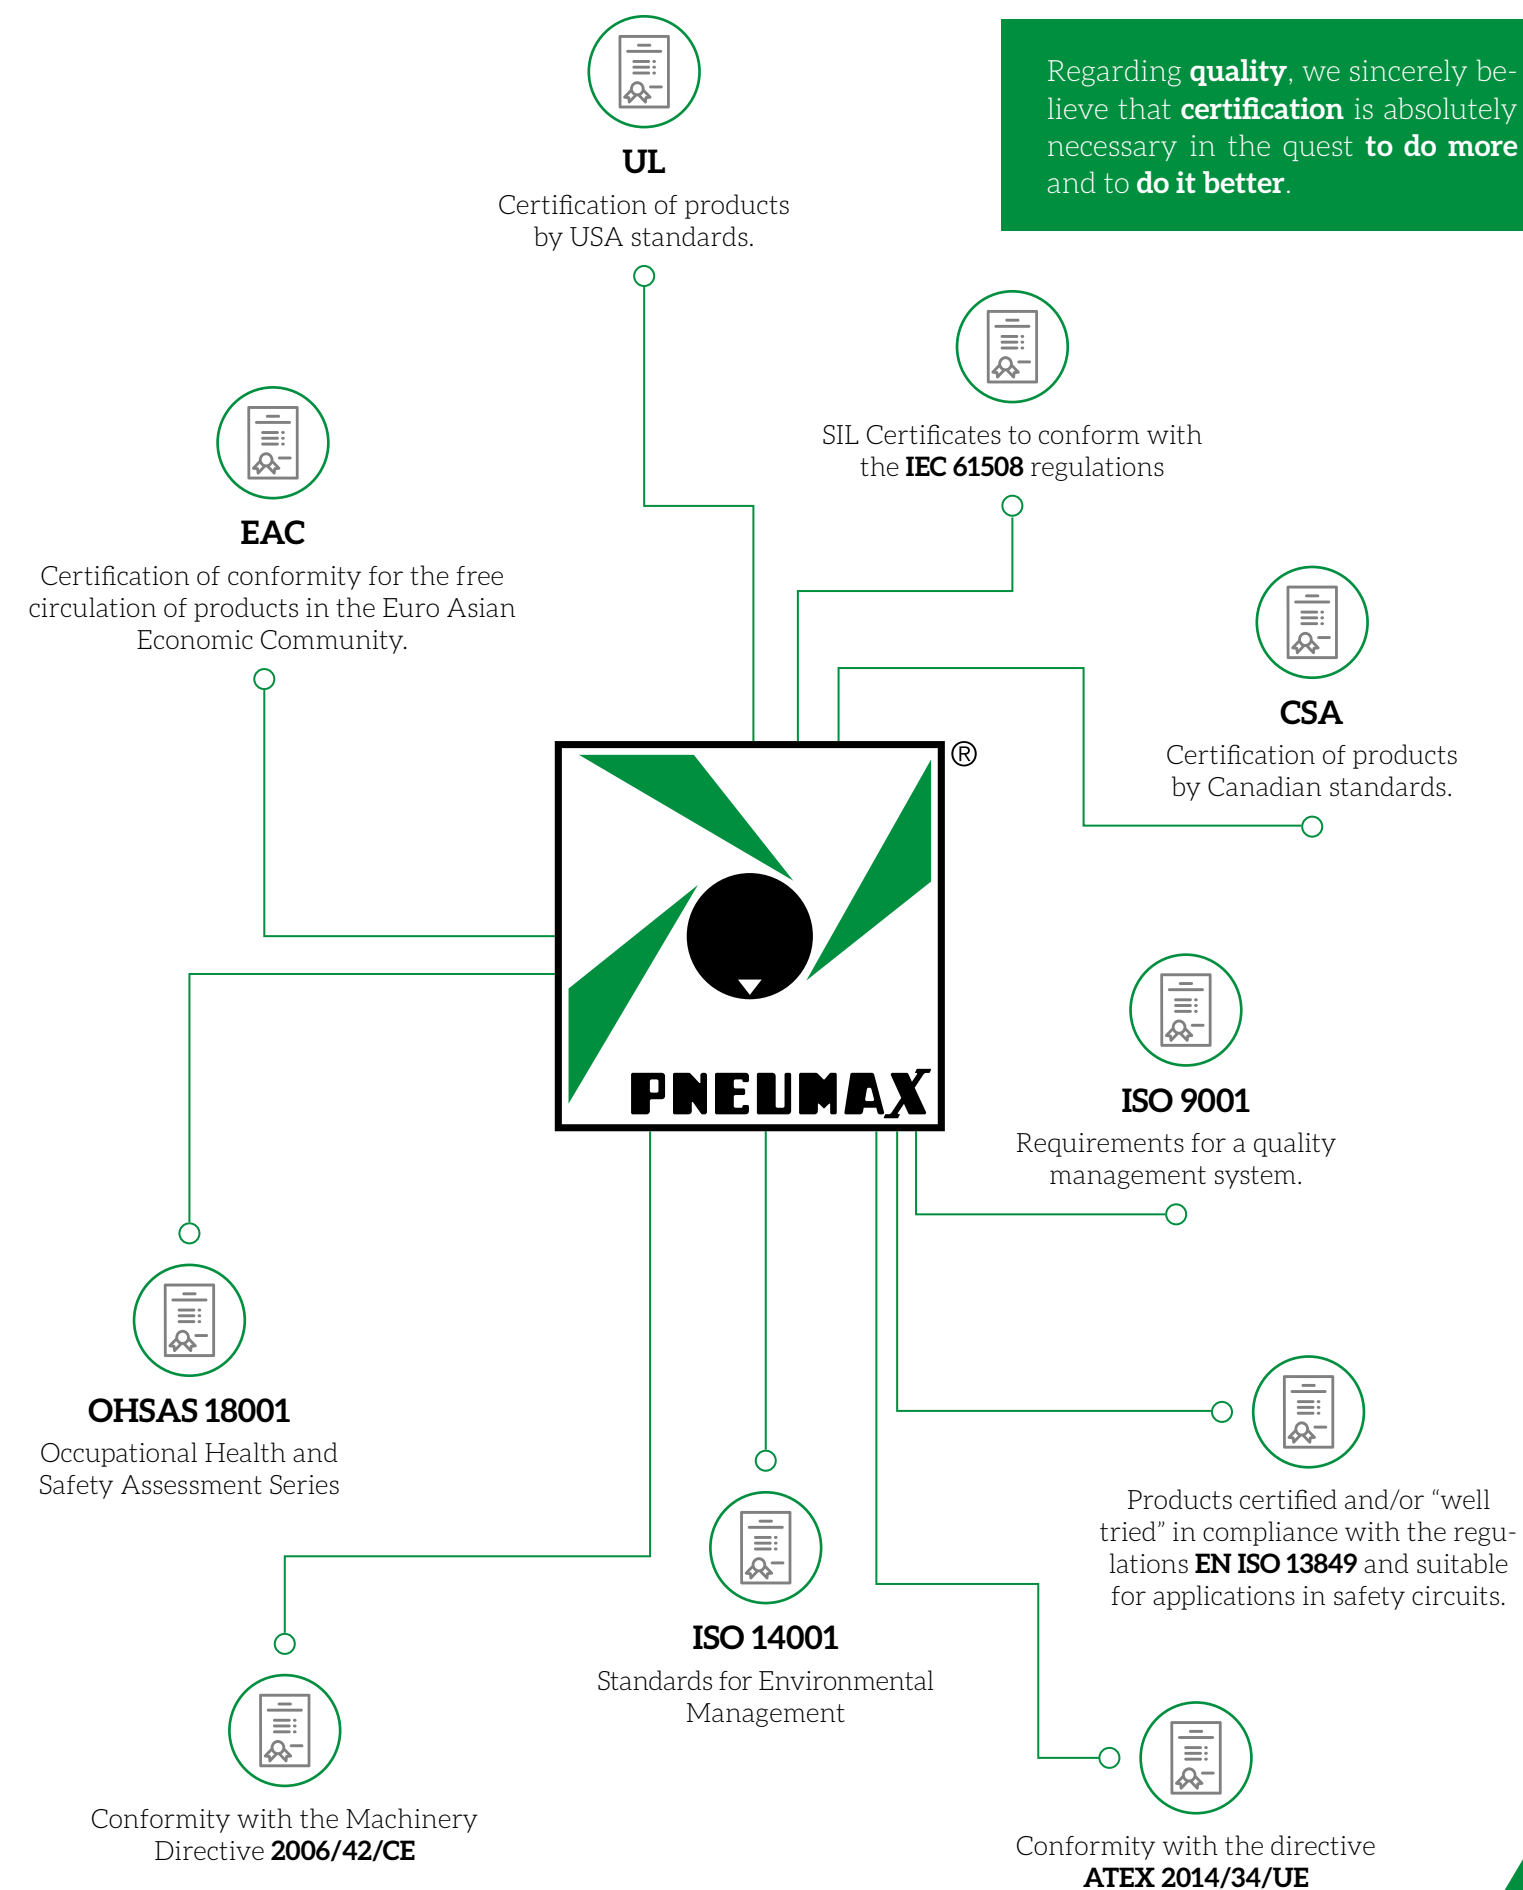 Regarding quality, we sincerely be-
lieve that certification is absolutely
necessary in the quest to do more
and to do it better.
UL
Certification of products
by USA standards.
SIL Certificates to conform with
the IEC 61508 regulations
EAC
Certification of conformity for the free
circulation of products in the Euro Asian
Economic Community.
CSA
Certification of products
by Canadian standards.
®
PNEUMAX
ISO 9001
Requirements for a quality
management system.
OHSAS 18001
Occupational Health and
Safety Assessment Series
Products certified and/or “well
tried” in compliance with the regu-
lations EN ISO 13849 and suitable
for applications in safety circuits.
ISO 14001
Standards for Environmental
Management
Conformity with the Machinery
Directive 2006/42/CE
Conformity with the directive
ATEX 2014/34/UE